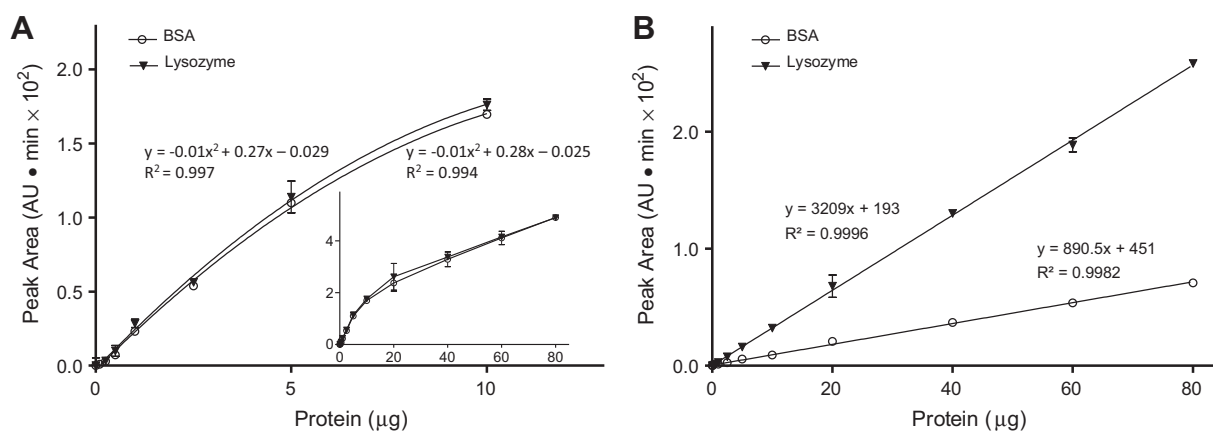 A
BSA
Lysozyme
Peak Area (AU • min × 10²)
2.0
1.5
1.0
0.5
0.0
y = -0.01x² + 0.27x – 0.029
R² = 0.997
y = -0.01x² + 0.28x – 0.025
R² = 0.994
4
2
0
0 20 40 60 80
0 5 10
Protein (μg)
B
BSA
Lysozyme
Peak Area (AU • min × 10²)
2.0
1.0
0.0
y = 3209x + 193
R² = 0.9996
y = 890.5x + 451
R² = 0.9982
0 20 40 60 80
Protein (μg)